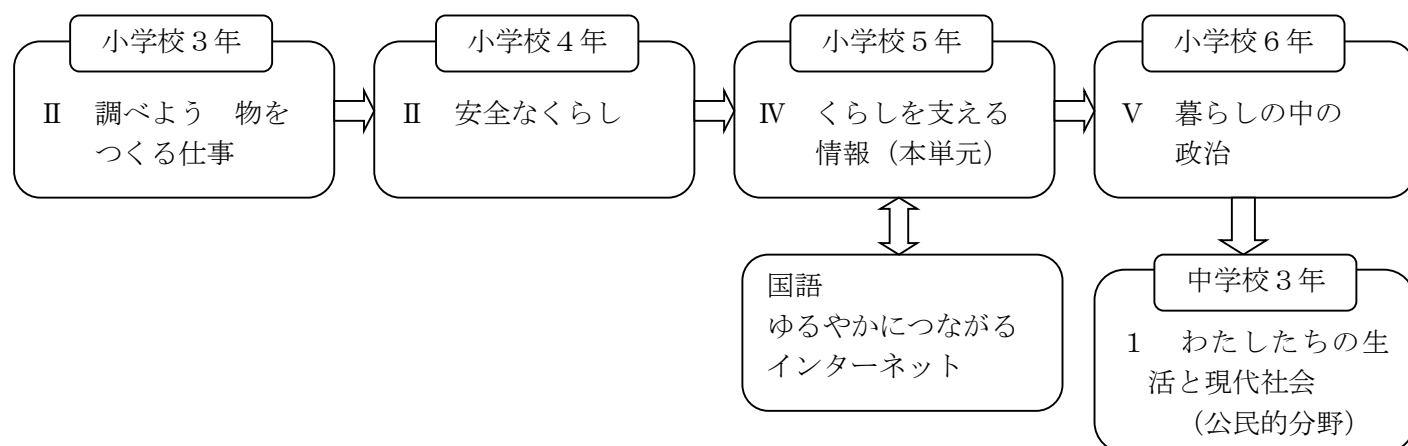 小学校３年
Ⅱ　調べよう　物を
つくる仕事
小学校４年
Ⅱ　安全なくらし
小学校５年
Ⅳ　くらしを支える
情報（本単元）
小学校６年
Ⅴ　暮らしの中の
政治
国語
ゆるやかにつながる
インターネット
中学校３年
１　わたしたちの生
活と現代社会
（公民的分野）